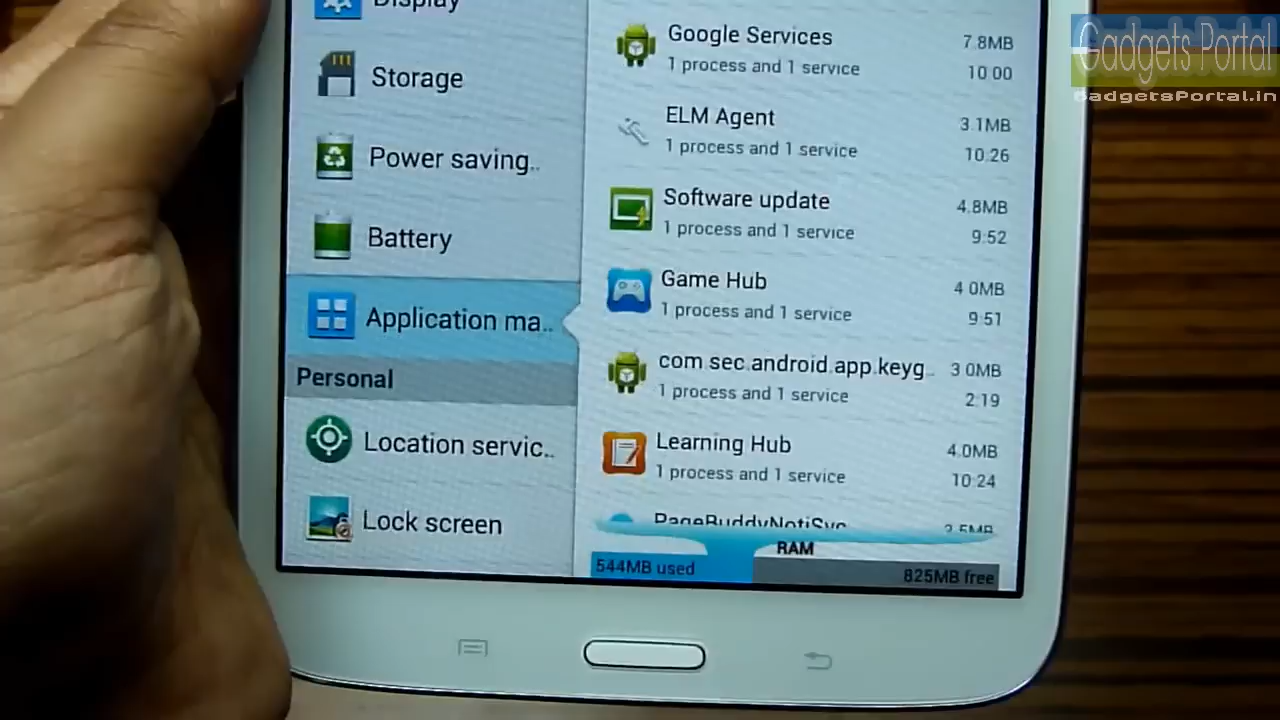 Display
Storage
Power saving..
Battery
Application ma..
Personal
Location servic..
Lock screen
Google Services
7.8MB
1 process and 1 service
10:00
ELM Agent
3.1MB
1 process and 1 service
10:26
Software update
4.8MB
1 process and 1 service
9:52
Game Hub
4.0MB
1 process and 1 service
9:51
com.sec.android.app.keyg..
3.0MB
1 process and 1 service
2:19
Learning Hub
4.0MB
1 process and 1 service
10:24
PageBuddyNotiSvc
2.5MB
RAM
544MB used
825MB free
Gadgets Portal
GadgetsPortal.in